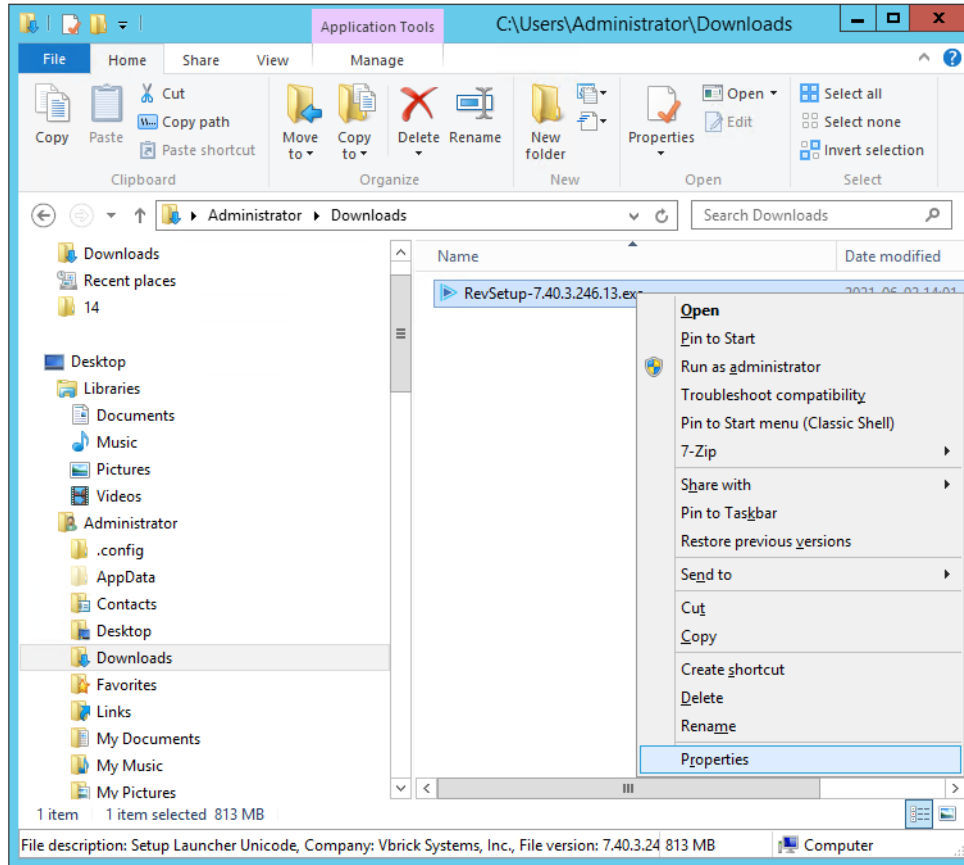 Application Tools
C:\Users\Administrator\Downloads
File Home Share View Manage
Copy
Paste
Cut
Copy path
Paste shortcut
Clipboard
Move to
Copy to
Delete
Rename
Organize
New folder
New
Properties
Open
Edit
Open
Select all
Select none
Invert selection
Select
Administrator Downloads
Search Downloads
Name Date modified
RevSetup-7.40.3.246.13.exe
Downloads
Recent places
14
Desktop
Libraries
Documents
Music
Pictures
Videos
Administrator
.config
AppData
Contacts
Desktop
Downloads
Favorites
Links
My Documents
My Music
My Pictures
Open
Pin to Start
Run as administrator
Troubleshoot compatibility
Pin to Start menu (Classic Shell)
7-Zip
Share with
Pin to Taskbar
Restore previous versions
Send to
Cut
Copy
Create shortcut
Delete
Rename
Properties
1 item 1 item selected 813 MB
File description: Setup Launcher Unicode, Company: Vbrick Systems, Inc., File version: 7.40.3.24 813 MB Computer